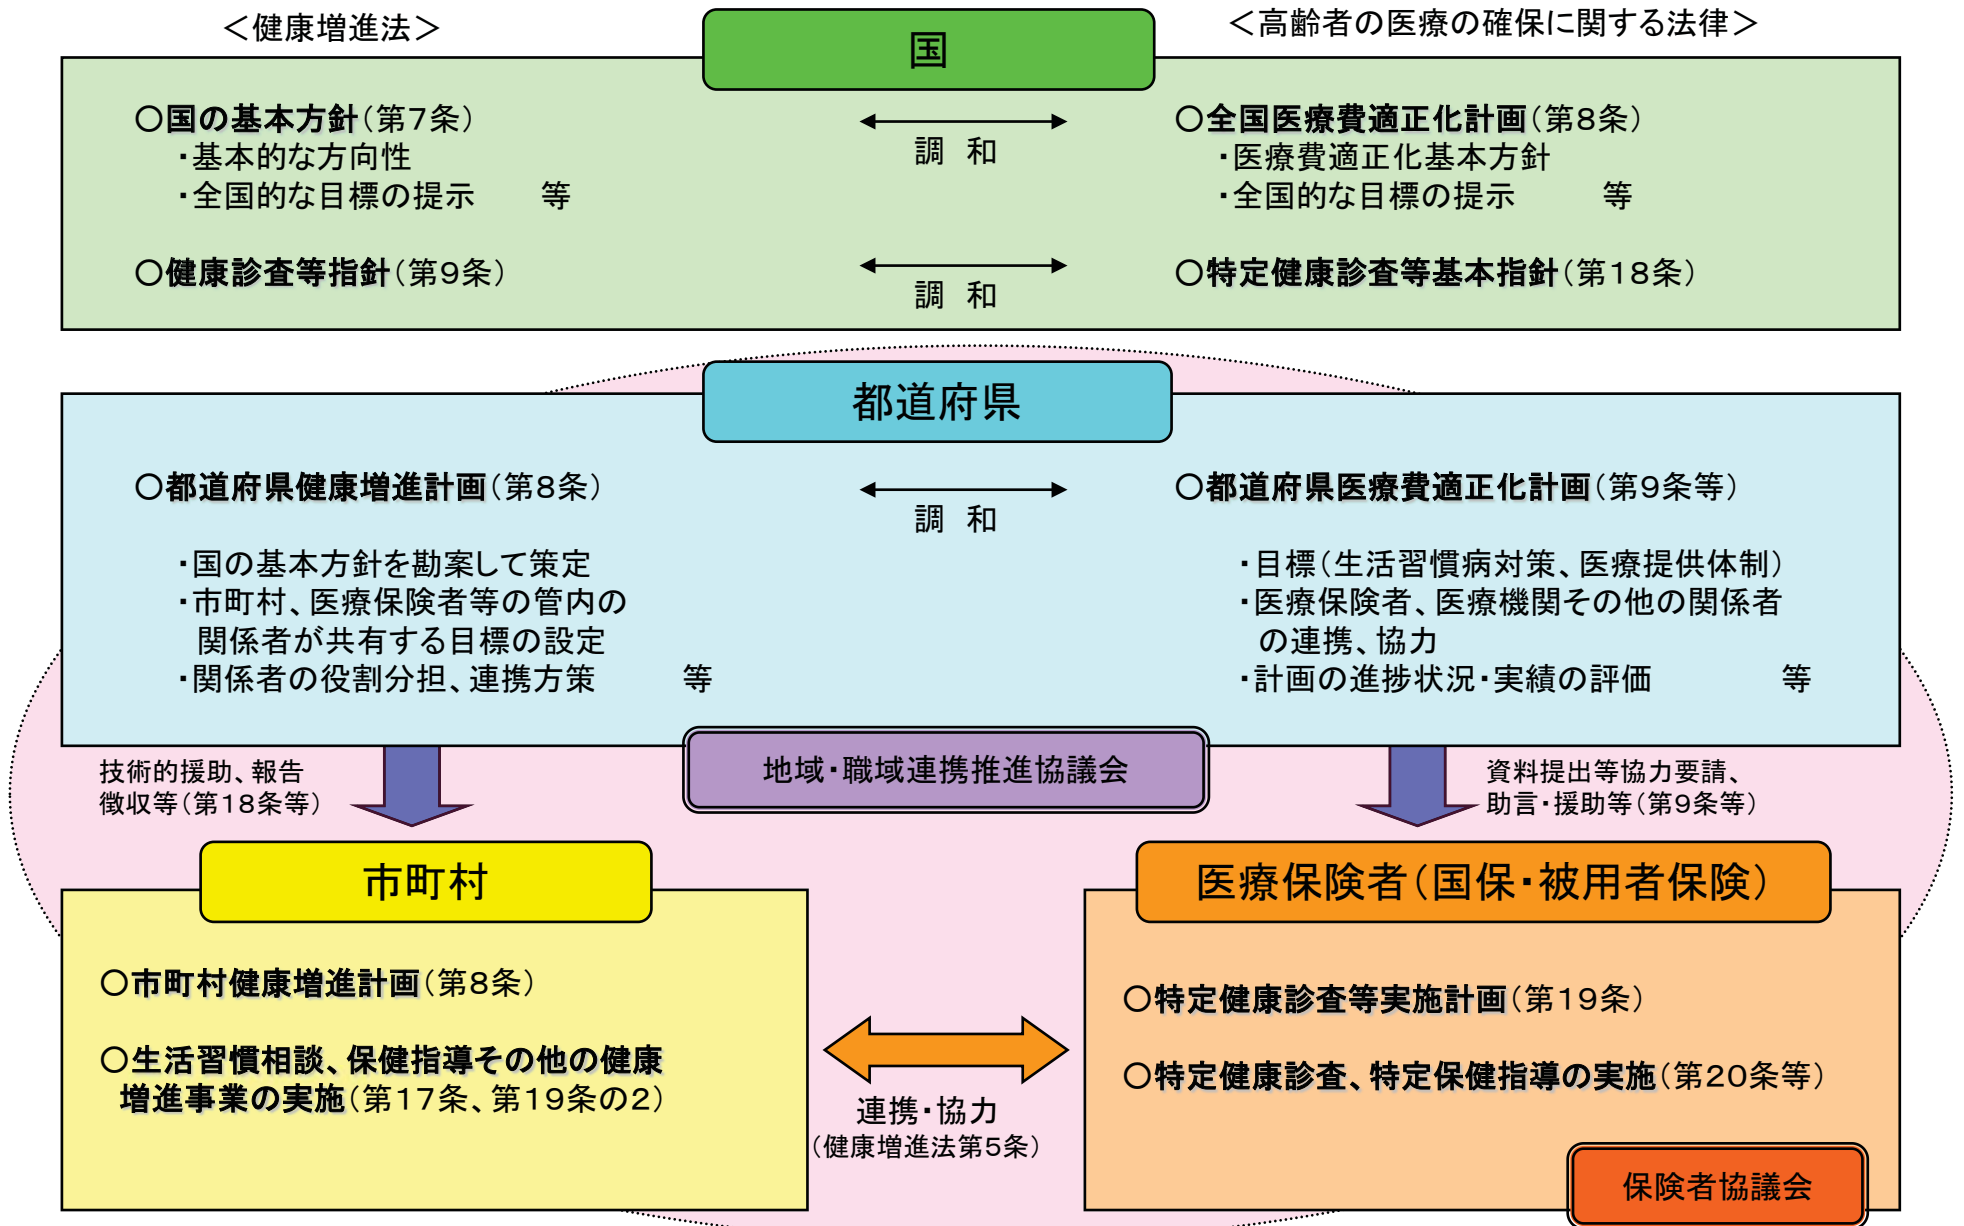 ＜健康増進法＞
国
＜高齢者の医療の確保に関する法律＞
○国の基本方針（第7条）
・基本的な方向性
・全国的な目標の提示　　等
調 和
○全国医療費適正化計画（第8条）
・医療費適正化基本方針
・全国的な目標の提示　　等
○健康診査等指針（第9条）
調 和
○特定健康診査等基本指針（第18条）
都道府県
○都道府県健康増進計画（第8条）
調 和
○都道府県医療費適正化計画（第9条等）
・国の基本方針を勘案して策定
・市町村、医療保険者等の管内の
関係者が共有する目標の設定
・関係者の役割分担、連携方策　　等
・目標（生活習慣病対策、医療提供体制）
・医療保険者、医療機関その他の関係者
の連携、協力
・計画の進捗状況・実績の評価　　等
技術的援助、報告
徴収等（第18条等）
地域・職域連携推進協議会
資料提出等協力要請、
助言・援助等（第9条等）
市町村
○市町村健康増進計画（第8条）
○生活習慣相談、保健指導その他の健康
増進事業の実施（第17条、第19条の2）
連携・協力
（健康増進法第5条）
医療保険者（国保・被用者保険）
○特定健康診査等実施計画（第19条）
○特定健康診査、特定保健指導の実施（第20条等）
保険者協議会